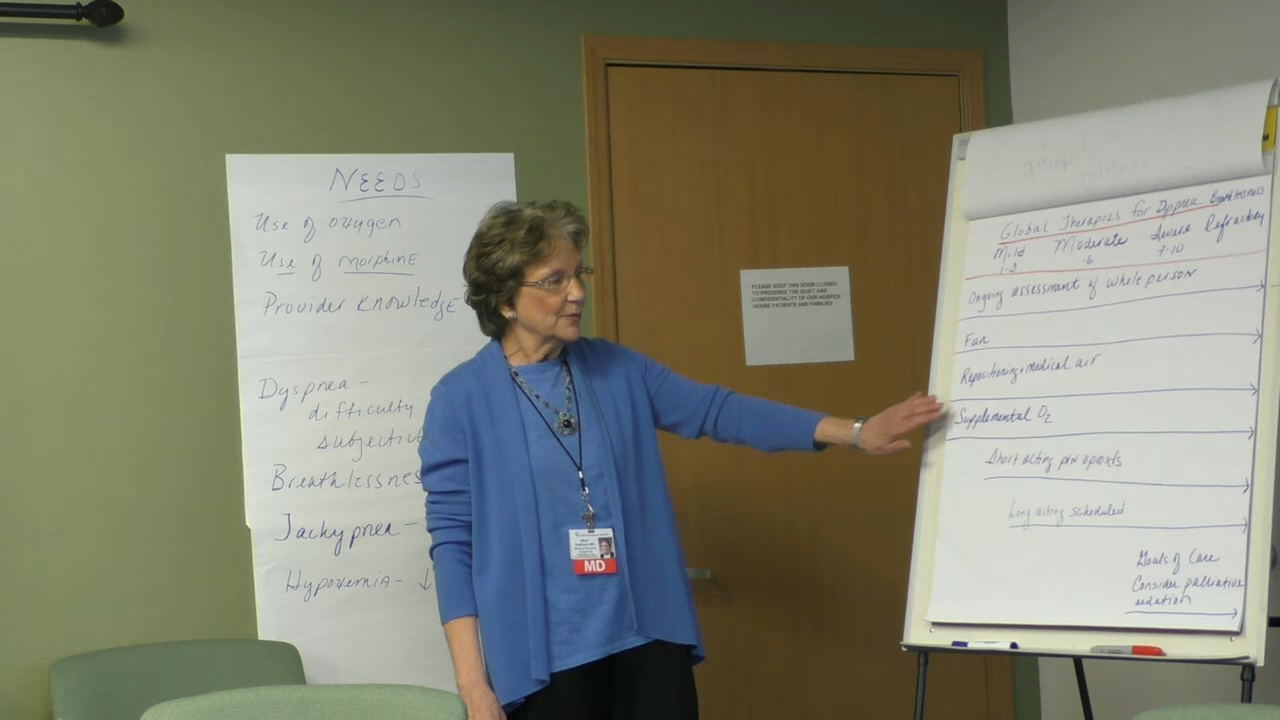 NEEDS
Use of oxygen
Use of morphine
Provider Knowledge
Dyspnea -
difficulty
subjectiv
Breathlessnes
Tachypnea -
Hypoxemia - ↓
PLEASE KEEP THIS DOOR CLOSED
TO PRESERVE THE QUIET AND
CONFIDENTIALITY OF OUR HOSPICE
HOUSE PATIENTS AND FAMILIES
MD
Global Therapies for Dyspnea Breathlessness
Mild Moderate Severe Refractory
1-3 -6 7-10
Ongoing assessment of whole person
Fan
Repositioning + medical air
Supplemental O2
Short acting prn opioids
Long acting scheduled
Goals of Care
Consider palliative
sedation